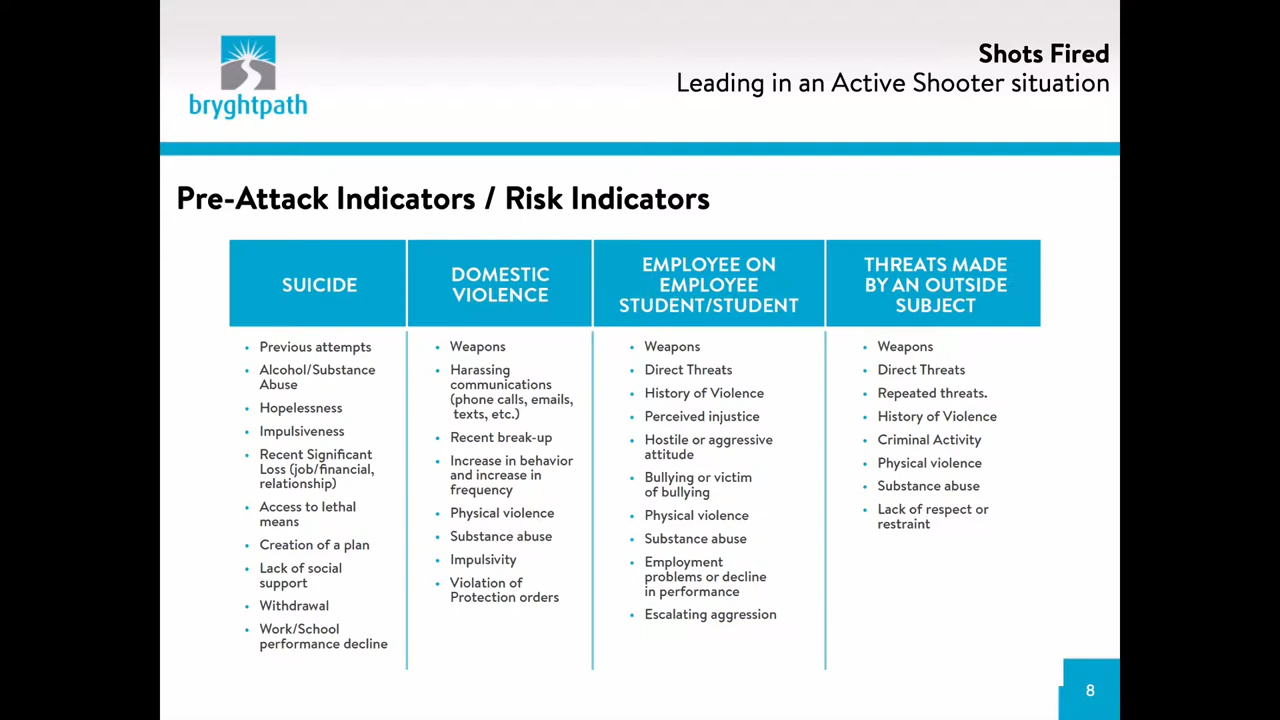 bryghtpath
Shots Fired
Leading in an Active Shooter situation
Pre-Attack Indicators / Risk Indicators
SUICIDE
• Previous attempts
• Alcohol/Substance
Abuse
• Hopelessness
• Impulsiveness
• Recent Significant
Loss (job/financial,
relationship)
• Access to lethal
means
• Creation of a plan
• Lack of social
support
• Withdrawal
• Work/School
performance decline
DOMESTIC
VIOLENCE
• Weapons
• Harassing
communications
(phone calls, emails,
texts, etc.)
• Recent break-up
• Increase in behavior
and increase in
frequency
• Physical violence
• Substance abuse
• Impulsivity
• Violation of
Protection orders
EMPLOYEE ON
EMPLOYEE
STUDENT/STUDENT
• Weapons
• Direct Threats
• History of Violence
• Perceived injustice
• Hostile or aggressive
attitude
• Bullying or victim
of bullying
• Physical violence
• Substance abuse
• Employment
problems or decline
in performance
• Escalating aggression
THREATS MADE
BY AN OUTSIDE
SUBJECT
• Weapons
• Direct Threats
• Repeated threats.
• History of Violence
• Criminal Activity
• Physical violence
• Substance abuse
• Lack of respect or
restraint
8